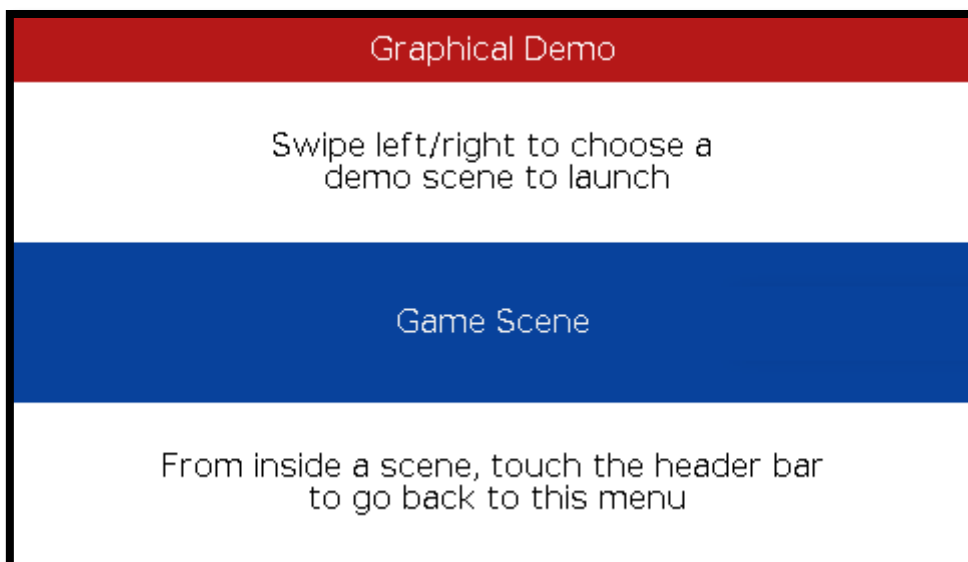 Graphical Demo
Swipe left/right to choose a
demo scene to launch
Game Scene
From inside a scene, touch the header bar
to go back to this menu